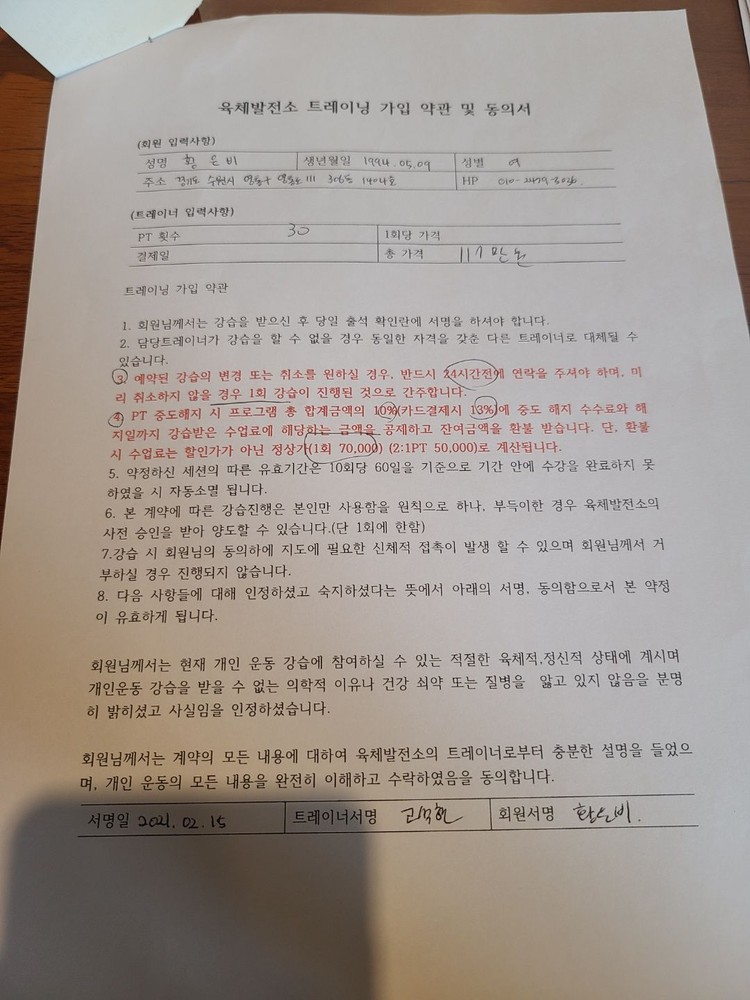 육체발전소 트레이닝 가입 약관 및 동의서
(회원 입력사항)
성명 황은비 생년월일 1994.05.09 성별 여
주소 경기도 수원시 영통구 영통로 111 306동 1404호 HP 010-2479-3026.
(트레이너 입력사항)
PT 횟수 30 1회당 가격
결제일 총 가격 117만원
트레이닝 가입 약관
1. 회원님께서는 강습을 받으신 후 당일 출석 확인란에 서명을 하셔야 합니다.
2. 담당트레이너가 강습을 할 수 없을 경우 동일한 자격을 갖춘 다른 트레이너로 대체될 수
있습니다.
3. 예약된 강습의 변경 또는 취소를 원하실 경우, 반드시 24시간전에 연락을 주셔야 하며, 미
리 취소하지 않을 경우 1회 강습이 진행된 것으로 간주합니다.
4. PT 중도해지 시 프로그램 총 합계금액의 10%(카드결제시 13%)에 중도 해지 수수료와 해
지일까지 강습받은 수업료에 해당하는 금액을 공제하고 잔여금액을 환불 받습니다. 단, 환불
시 수업료는 할인가가 아닌 정상가(1회 70,000) (2:1PT 50,000)로 계산됩니다.
5. 약정하신 세션의 따른 유효기간은 10회당 60일을 기준으로 기간 안에 수강을 완료하지 못
하였을 시 자동소멸 됩니다.
6. 본 계약에 따른 강습진행은 본인만 사용함을 원칙으로 하나, 부득이한 경우 육체발전소의
사전 승인을 받아 양도할 수 있습니다.(단 1회에 한함)
7.강습 시 회원님의 동의하에 지도에 필요한 신체적 접촉이 발생 할 수 있으며 회원님께서 거
부하실 경우 진행되지 않습니다.
8. 다음 사항들에 대해 인정하셨고 숙지하셨다는 뜻에서 아래의 서명, 동의함으로서 본 약정
이 유효하게 됩니다.
회원님께서는 현재 개인 운동 강습에 참여하실 수 있는 적절한 육체적,정신적 상태에 계시며
개인운동 강습을 받을 수 없는 의학적 이유나 건강 쇠약 또는 질병을 앓고 있지 않음을 분명
히 밝히셨고 사실임을 인정하셨습니다.
회원님께서는 계약의 모든 내용에 대하여 육체발전소의 트레이너로부터 충분한 설명을 들었으
며, 개인 운동의 모든 내용을 완전히 이해하고 수락하였음을 동의합니다.
서명일 2021.02.15 트레이너서명 회원서명 황은비.